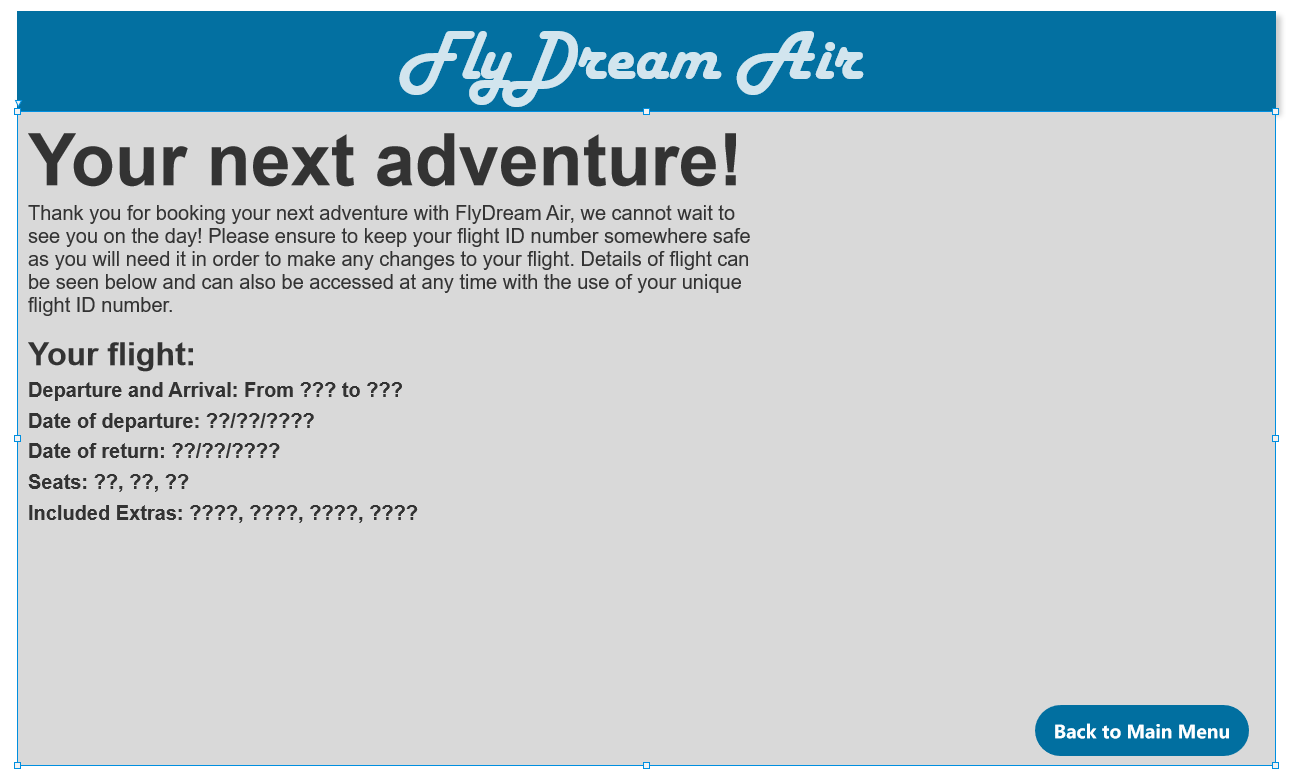 FlyDream Air
Your next adventure!
Thank you for booking your next adventure with FlyDream Air, we cannot wait to
see you on the day! Please ensure to keep your flight ID number somewhere safe
as you will need it in order to make any changes to your flight. Details of flight can
be seen below and can also be accessed at any time with the use of your unique
flight ID number.
Your flight:
Departure and Arrival: From ??? to ???
Date of departure: ??/??/????
Date of return: ??/??/????
Seats: ??, ??, ??
Included Extras: ????, ????, ????, ????
Back to Main Menu